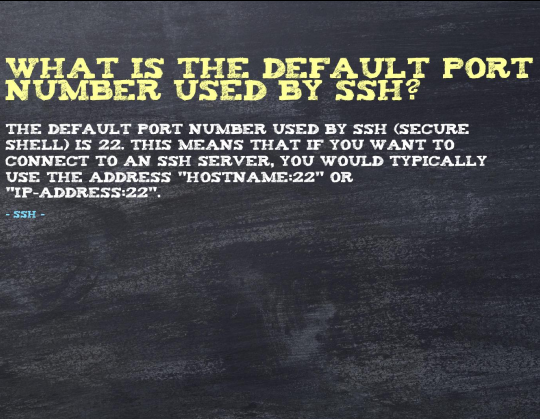 WHAT IS THE DEFAULT PORT
NUMBER USED BY SSH?
THE DEFAULT PORT NUMBER USED BY SSH (SECURE
SHELL) IS 22. THIS MEANS THAT IF YOU WANT TO
CONNECT TO AN SSH SERVER, YOU WOULD TYPICALLY
USE THE ADDRESS "HOSTNAME:22" OR
"IP-ADDRESS:22".
- SSH -